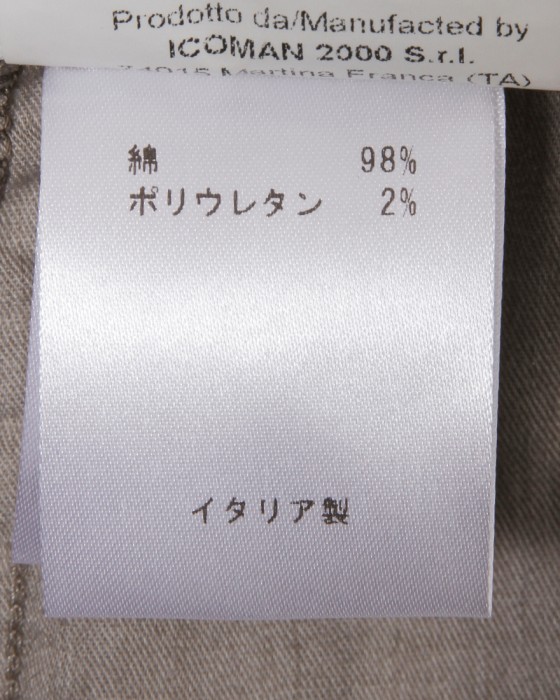 Prodotto da/Manufacted by
ICOMAN 2000 S.r.l.
74015 Martina Franca (TA)
綿 98%
ポリウレタン 2%
イタリア製